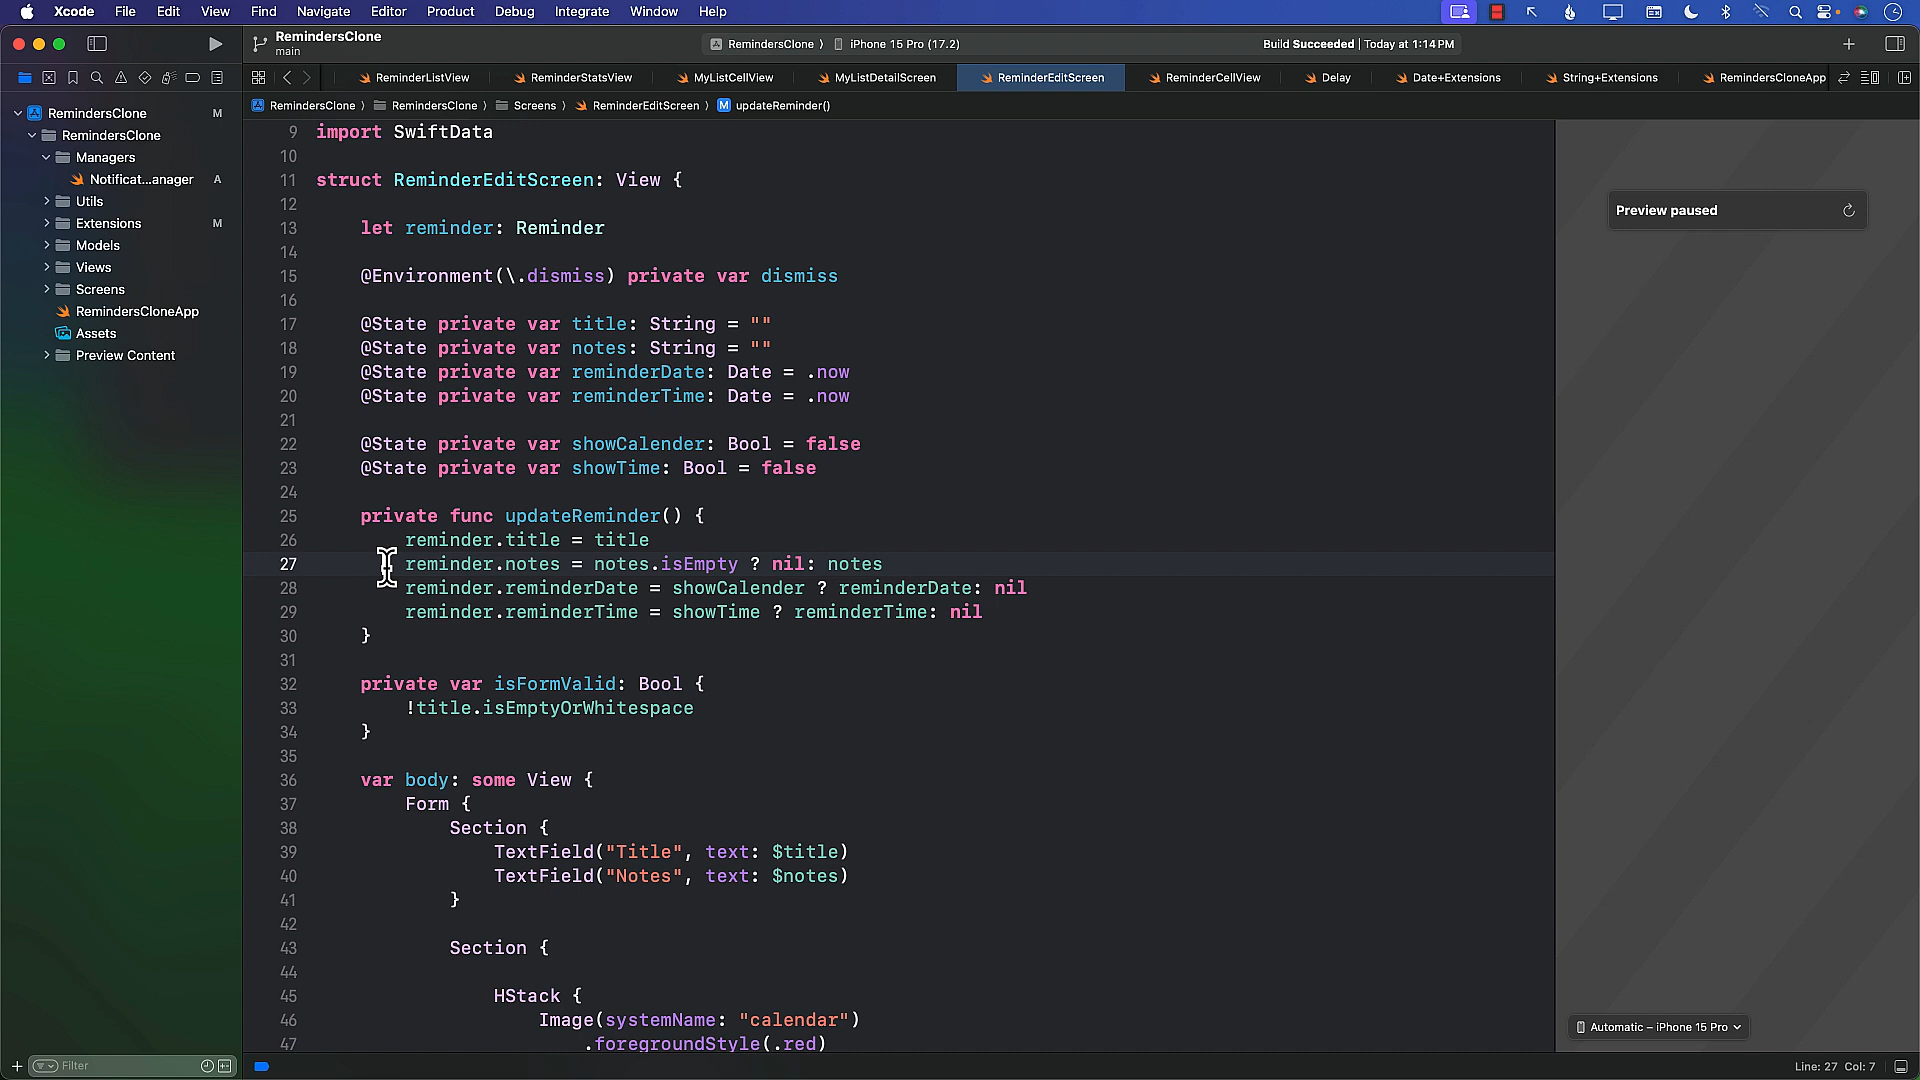 Xcode File Edit View Find Navigate Editor Product Debug Integrate Window Help
RemindersClone
main
RemindersClone 〉 iPhone 15 Pro (17.2)
Build Succeeded | Today at 1:14 PM
ReminderListView ReminderStatsView MyListCellView MyListDetailScreen ReminderEditScreen ReminderCellView Delay Date+Extensions String+Extensions RemindersCloneApp
RemindersClone 〉 RemindersClone 〉 Screens 〉 ReminderEditScreen 〉 M updateReminder()
RemindersClone M
RemindersClone
Managers
Notificat...anager A
Utils
Extensions M
Models
Views
Screens
RemindersCloneApp
Assets
Preview Content
Filter
9 import SwiftData
10
11 struct ReminderEditScreen: View {
12
13 let reminder: Reminder
14
15 @Environment(\.dismiss) private var dismiss
16
17 @State private var title: String = ""
18 @State private var notes: String = ""
19 @State private var reminderDate: Date = .now
20 @State private var reminderTime: Date = .now
21
22 @State private var showCalender: Bool = false
23 @State private var showTime: Bool = false
24
25 private func updateReminder() {
26 reminder.title = title
27 reminder.notes = notes.isEmpty ? nil: notes
28 reminder.reminderDate = showCalender ? reminderDate: nil
29 reminder.reminderTime = showTime ? reminderTime: nil
30 }
31
32 private var isFormValid: Bool {
33 !title.isEmptyOrWhitespace
34 }
35
36 var body: some View {
37 Form {
38 Section {
39 TextField("Title", text: $title)
40 TextField("Notes", text: $notes)
41 }
42
43 Section {
44
45 HStack {
46 Image(systemName: "calendar")
47 .foregroundStyle(.red)
Preview paused
Automatic – iPhone 15 Pro
Line: 27 Col: 7